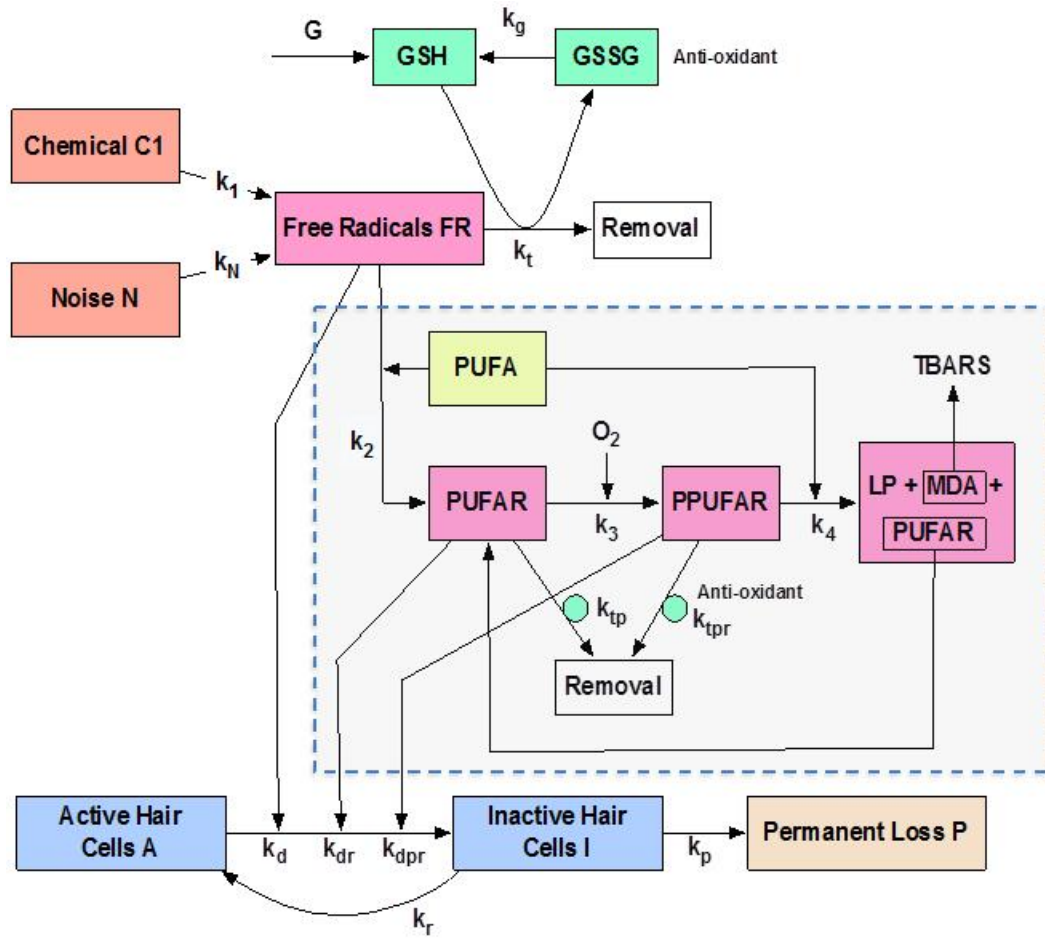 G
k_g
GSH
GSSG
Anti-oxidant
Chemical C1
k_1
Free Radicals FR
k_t
Removal
k_N
Noise N
PUFA
TBARS
k_2
O_2
PUFAR
k_3
PPUFAR
k_4
LP + MDA +
PUFAR
k_tp
Anti-oxidant
k_tpr
Removal
Active Hair
Cells A
k_d
k_dr
k_dpr
Inactive Hair
Cells I
k_p
Permanent Loss P
k_r